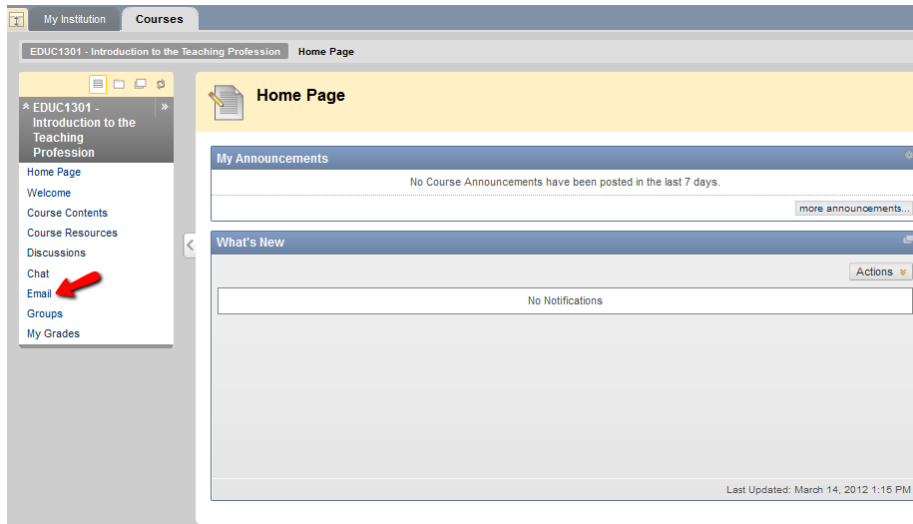 My Institution Courses
EDUC1301 - Introduction to the Teaching Profession Home Page
EDUC1301 -
Introduction to the
Teaching
Profession
Home Page
Welcome
Course Contents
Course Resources
Discussions
Chat
Email
Groups
My Grades
Home Page
My Announcements
No Course Announcements have been posted in the last 7 days.
more announcements...
What's New
Actions
No Notifications
Last Updated: March 14, 2012 1:15 PM